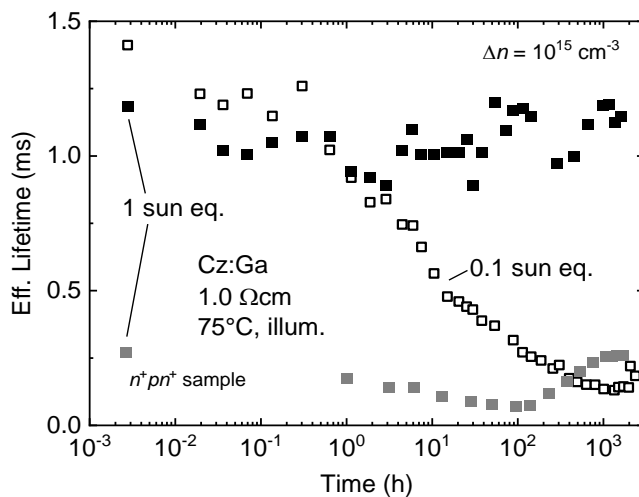 1.5
Δn = 10¹⁵ cm⁻³
1.0
1 sun eq.
Cz:Ga
0.1 sun eq.
1.0 Ωcm
0.5
75°C, illum.
n⁺pn⁺ sample
0.0
10⁻³ 10⁻² 10⁻¹ 10⁰ 10¹ 10² 10³
Time (h)
Eff. Lifetime (ms)